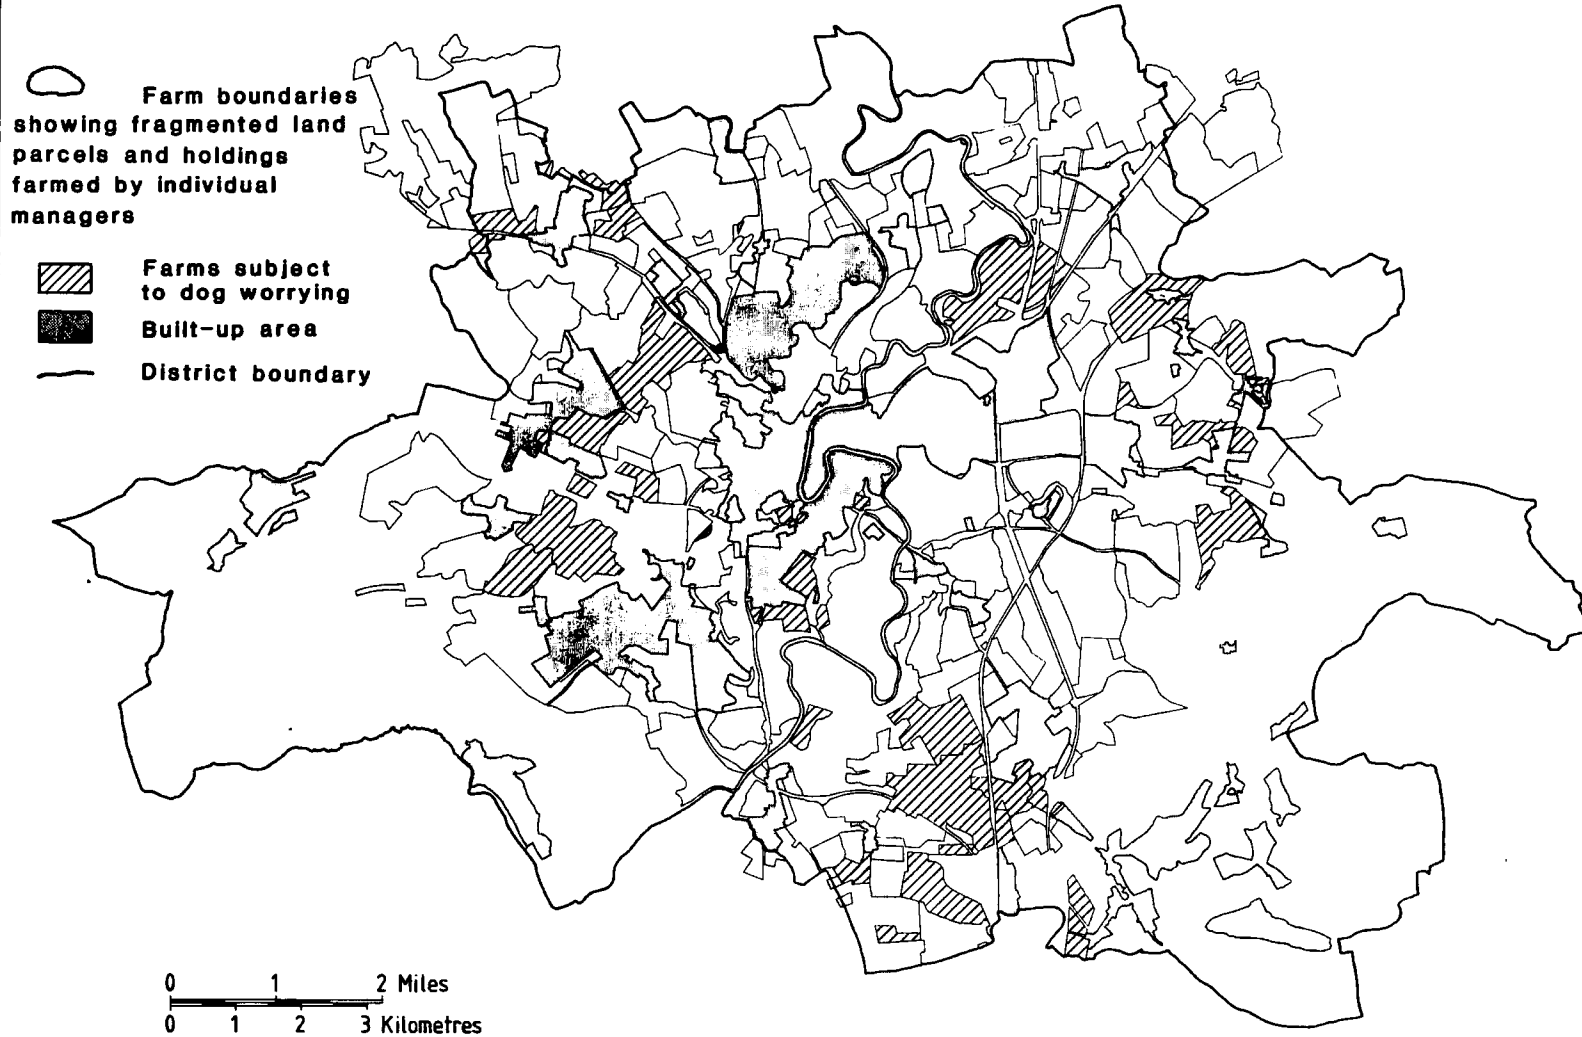 Farm boundaries
showing fragmented land
parcels and holdings
farmed by individual
managers
Farms subject
to dog worrying
Built-up area
District boundary
0 1 2 Miles
0 1 2 3 Kilometres